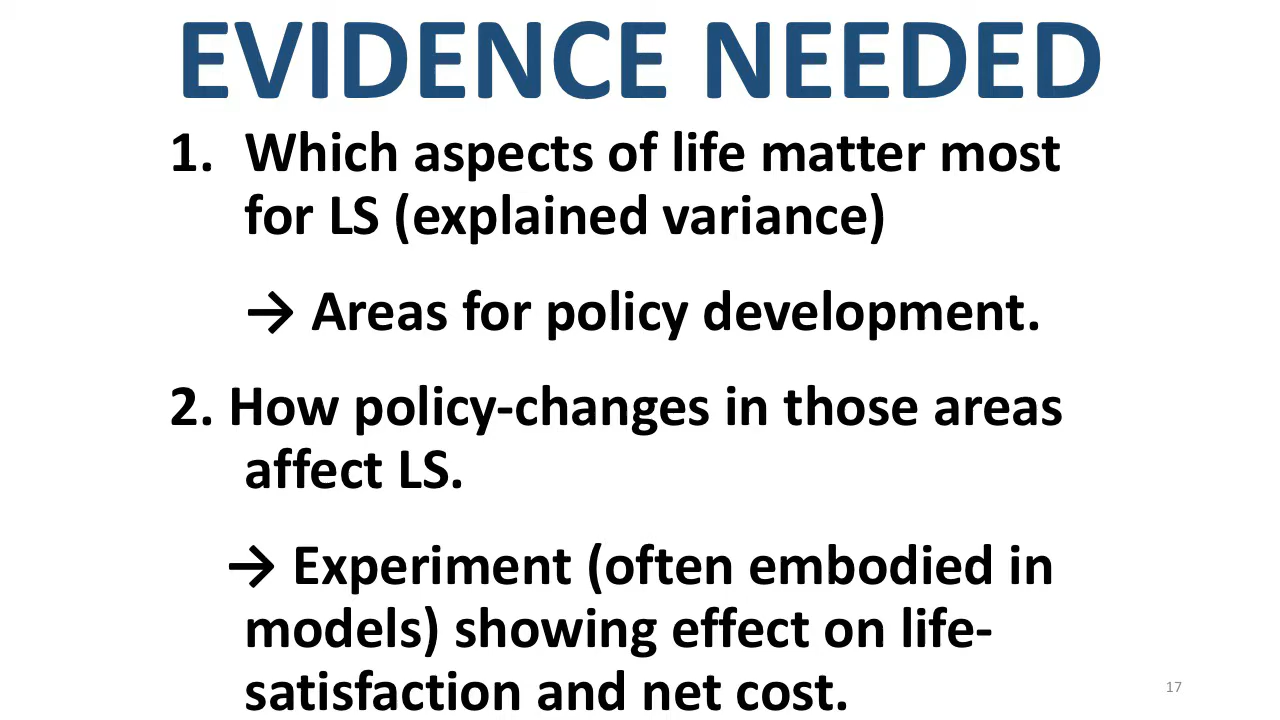 EVIDENCE NEEDED
1. Which aspects of life matter most
for LS (explained variance)
→ Areas for policy development.
2. How policy-changes in those areas
affect LS.
→ Experiment (often embodied in
models) showing effect on life-
satisfaction and net cost.
17